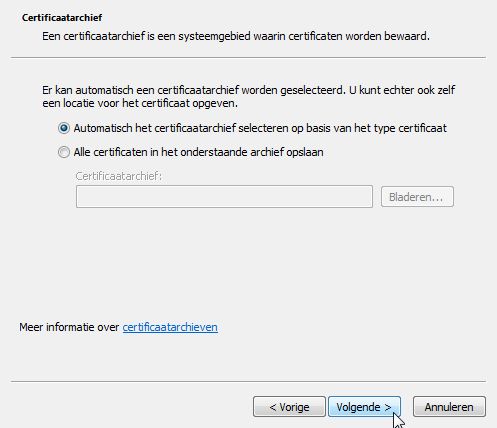 Certificaatarchief
Een certificaatarchief is een systeemgebied waarin certificaten worden bewaard.
Er kan automatisch een certificaatarchief worden geselecteerd. U kunt echter ook zelf
een locatie voor het certificaat opgeven.
Automatisch het certificaatarchief selecteren op basis van het type certificaat
Alle certificaten in het onderstaande archief opslaan
Certificaatarchief:
Bladeren...
Meer informatie over certificaatarchieven
< Vorige
Volgende >
Annuleren